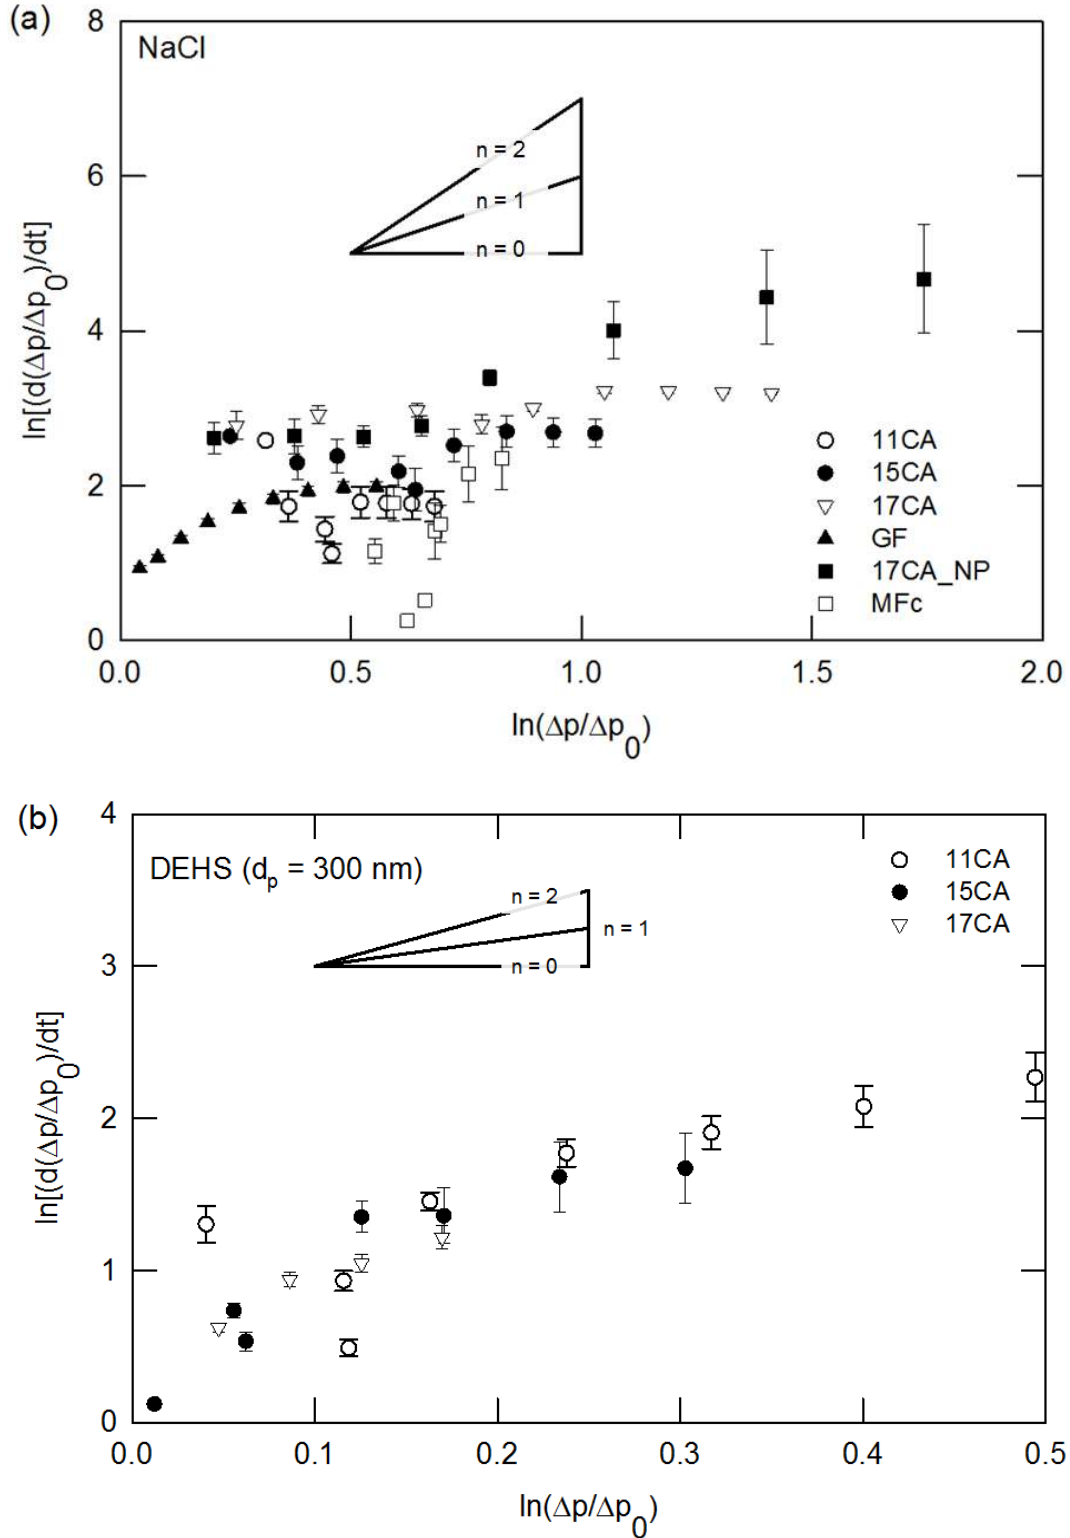 (a)
8
NaCl
n = 2
6
n = 1
n = 0
ln[(d(Δp/Δp0)/dt]
4
11CA
15CA
2
17CA
GF
17CA_NP
MFc
0
0.0 0.5 1.0 1.5 2.0
ln(Δp/Δp0)
(b)
4
DEHS (dp = 300 nm)
11CA
15CA
17CA
n = 2
n = 1
n = 0
3
ln[(d(Δp/Δp0)/dt]
2
1
0
0.0 0.1 0.2 0.3 0.4 0.5
ln(Δp/Δp0)